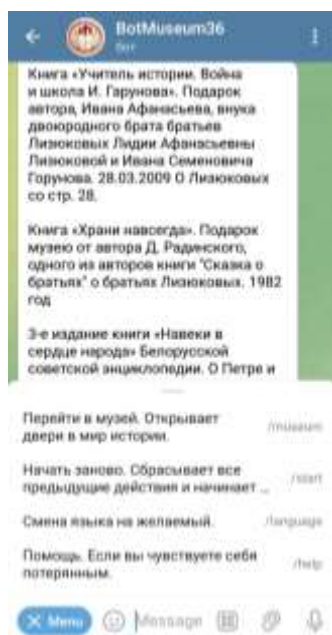 BotMuseum36
бот
Книга «Учитель истории. Война
и школа И. Гарунова». Подарок
автора, Ивана Афанасьева, внука
двоюродного брата братьев
Лизюковых Лидии Афанасьевны
Лизюковой и Ивана Семеновича
Горунова. 28.03.2009 О Лизюковых
со стр. 28.
Книга «Храни навсегда». Подарок
музею от автора Д. Радинского,
одного из авторов книги "Сказка о
братьях" о братьях Лизюковых. 1982
год
3-е издание книги «Навеки в
сердце народа» Белорусской
советской энциклопедии. О Петре и
Перейти в музей. Открывает
двери в мир истории.
/museum
Начать заново. Сбрасывает все
предыдущие действия и начинает ...
/start
Смена языка на желаемый.
/language
Помощь. Если вы чувствуете себя
потерянным.
/help
Menu
Message